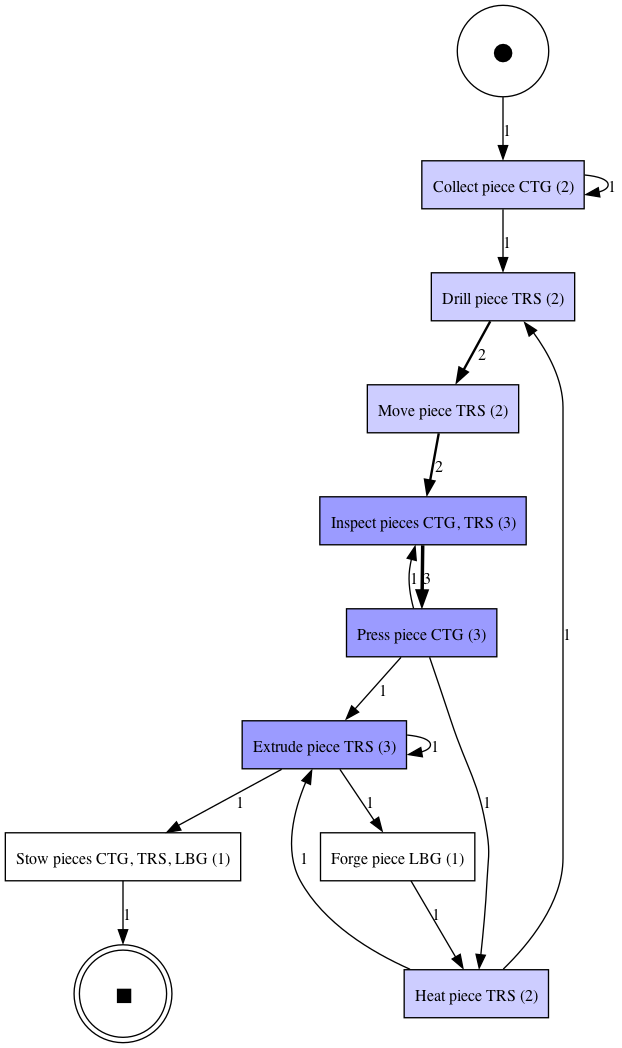 1
Collect piece CTG (2)
1
1
Drill piece TRS (2)
2
Move piece TRS (2)
2
Inspect pieces CTG, TRS (3)
1
3
1
Press piece CTG (3)
1
Extrude piece TRS (3)
1
1
1
1
Stow pieces CTG, TRS, LBG (1)
1
Forge piece LBG (1)
1
1
Heat piece TRS (2)